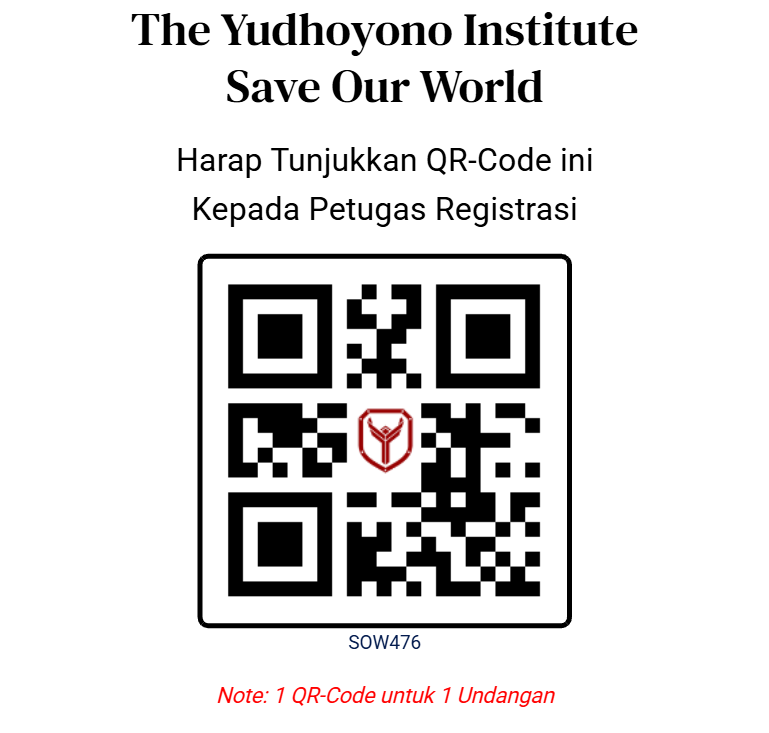 The Yudhoyono Institute
Save Our World
Harap Tunjukkan QR-Code ini
Kepada Petugas Registrasi
SOW476
Note: 1 QR-Code untuk 1 Undangan